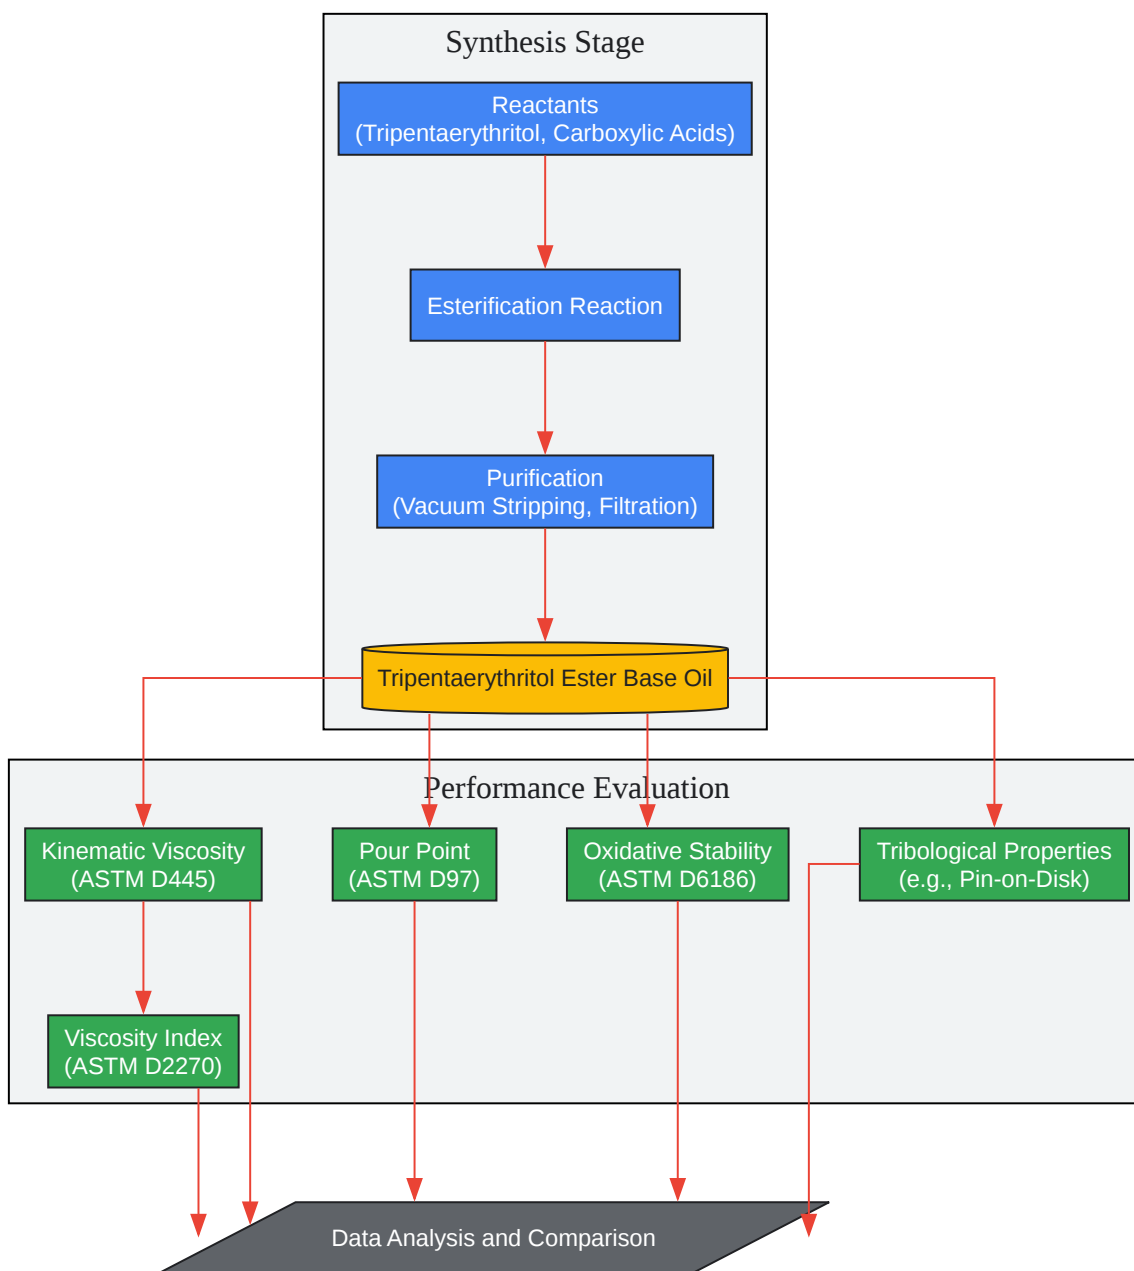 Synthesis Stage
Reactants
(Tripentaerythritol, Carboxylic Acids)
Esterification Reaction
Purification
(Vacuum Stripping, Filtration)
Tripentaerythritol Ester Base Oil
Performance Evaluation
Kinematic Viscosity
(ASTM D445)
Pour Point
(ASTM D97)
Oxidative Stability
(ASTM D6186)
Tribological Properties
(e.g., Pin-on-Disk)
Viscosity Index
(ASTM D2270)
Data Analysis and Comparison